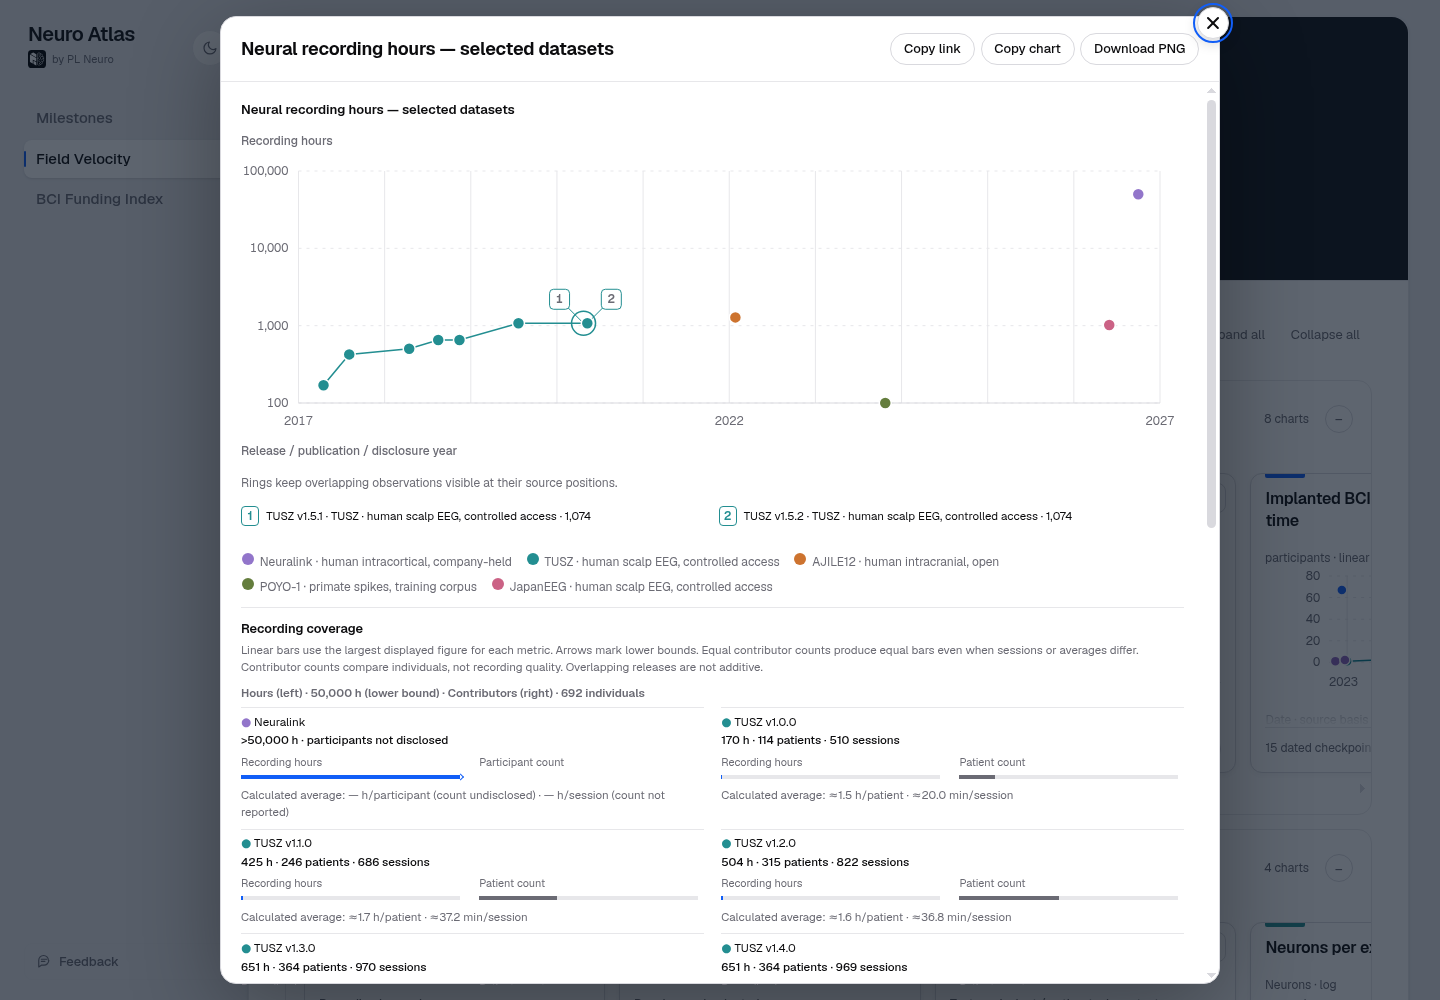 Neuro Atlas
by PL Neuro
Milestones
Field Velocity
BCI Funding Index
Feedback
Neural recording hours — selected datasets
Copy link
Copy chart
Download PNG
Neural recording hours — selected datasets
Recording hours
100,000
10,000
1,000
100
1
2
2017
2022
2027
Release / publication / disclosure year
Rings keep overlapping observations visible at their source positions.
1 TUSZ v1.5.1 · TUSZ · human scalp EEG, controlled access · 1,074
2 TUSZ v1.5.2 · TUSZ · human scalp EEG, controlled access · 1,074
Neuralink · human intracortical, company-held
TUSZ · human scalp EEG, controlled access
AJILE12 · human intracranial, open
POYO-1 · primate spikes, training corpus
JapanEEG · human scalp EEG, controlled access
Recording coverage
Linear bars use the largest displayed figure for each metric. Arrows mark lower bounds. Equal contributor counts produce equal bars even when sessions or averages differ.
Contributor counts compare individuals, not recording quality. Overlapping releases are not additive.
Hours (left) · 50,000 h (lower bound) · Contributors (right) · 692 individuals
Neuralink
>50,000 h · participants not disclosed
Recording hours
Participant count
Calculated average: — h/participant (count undisclosed) · — h/session (count not
reported)
TUSZ v1.0.0
170 h · 114 patients · 510 sessions
Recording hours
Patient count
Calculated average: ≈1.5 h/patient · ≈20.0 min/session
TUSZ v1.1.0
425 h · 246 patients · 686 sessions
Recording hours
Patient count
Calculated average: ≈1.7 h/patient · ≈37.2 min/session
TUSZ v1.2.0
504 h · 315 patients · 822 sessions
Recording hours
Patient count
Calculated average: ≈1.6 h/patient · ≈36.8 min/session
TUSZ v1.3.0
651 h · 364 patients · 970 sessions
TUSZ v1.4.0
651 h · 364 patients · 969 sessions
pand all
Collapse all
8 charts
Implanted BCI
time
participants · linear
80
60
40
20
0
2023
Date · source basis
15 dated checkpoin
4 charts
Neurons per e
Neurons · log